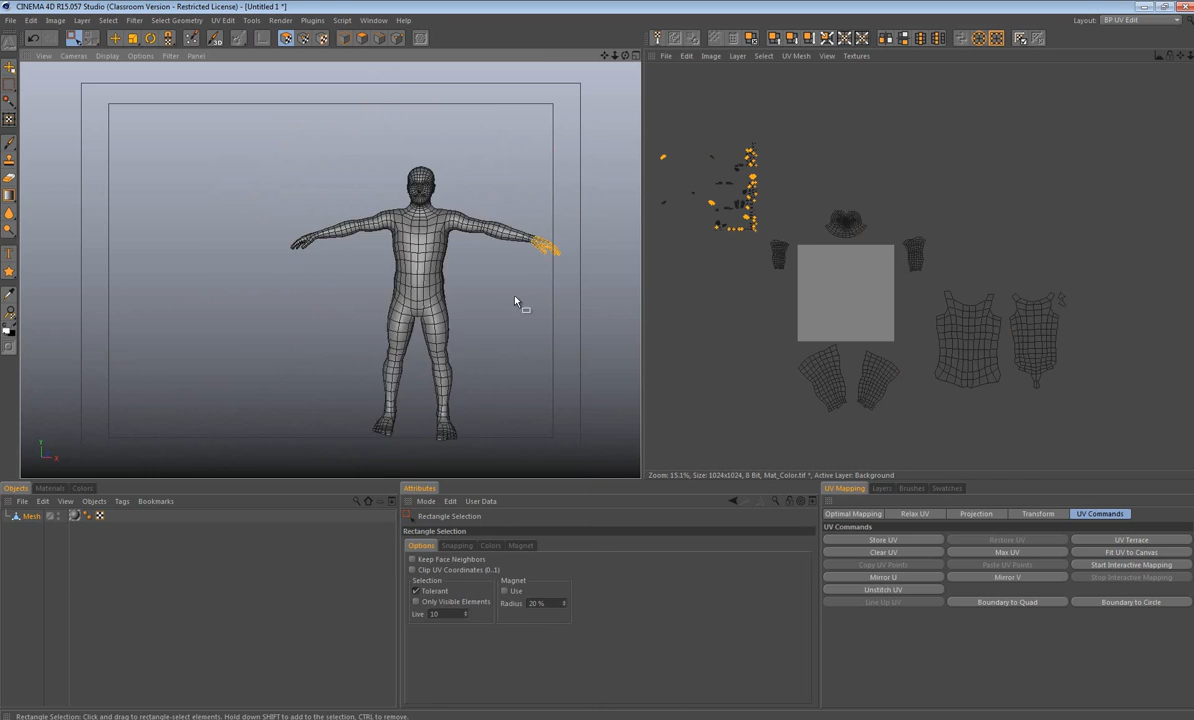 CINEMA 4D R15.057 Studio (Classroom Version - Restricted License) - [Untitled 1 *]
File Edit Image Layer Select Filter Select Geometry UV Edit Tools Render Plugins Script Window Help
Layout: BP UV Edit
View Cameras Display Options Filter Panel
File Edit Image Layer Select UV Mesh View Textures
Y
X
Zoom: 15.1%, Size: 1024x1024, 8 Bit, Mat_Color.tif *, Active Layer: Background
Objects Materials Colors
File Edit View Objects Tags Bookmarks
Mesh
Attributes
Mode Edit User Data
Rectangle Selection
Rectangle Selection
Options Snapping Colors Magnet
Keep Face Neighbors
Clip UV Coordinates (0..1)
Selection
Tolerant
Only Visible Elements
Live 10
Magnet
Use
Radius 20 %
UV Mapping Layers Brushes Swatches
Optimal Mapping Relax UV Projection Transform UV Commands
UV Commands
Store UV Restore UV UV Terrace
Clear UV Max UV Fit UV to Canvas
Copy UV Points Paste UV Points Start Interactive Mapping
Mirror U Mirror V Stop Interactive Mapping
Unstitch UV
Line Up UV Boundary to Quad Boundary to Circle
Rectangle Selection: Click and drag to rectangle-select elements. Hold down SHIFT to add to the selection, CTRL to remove.